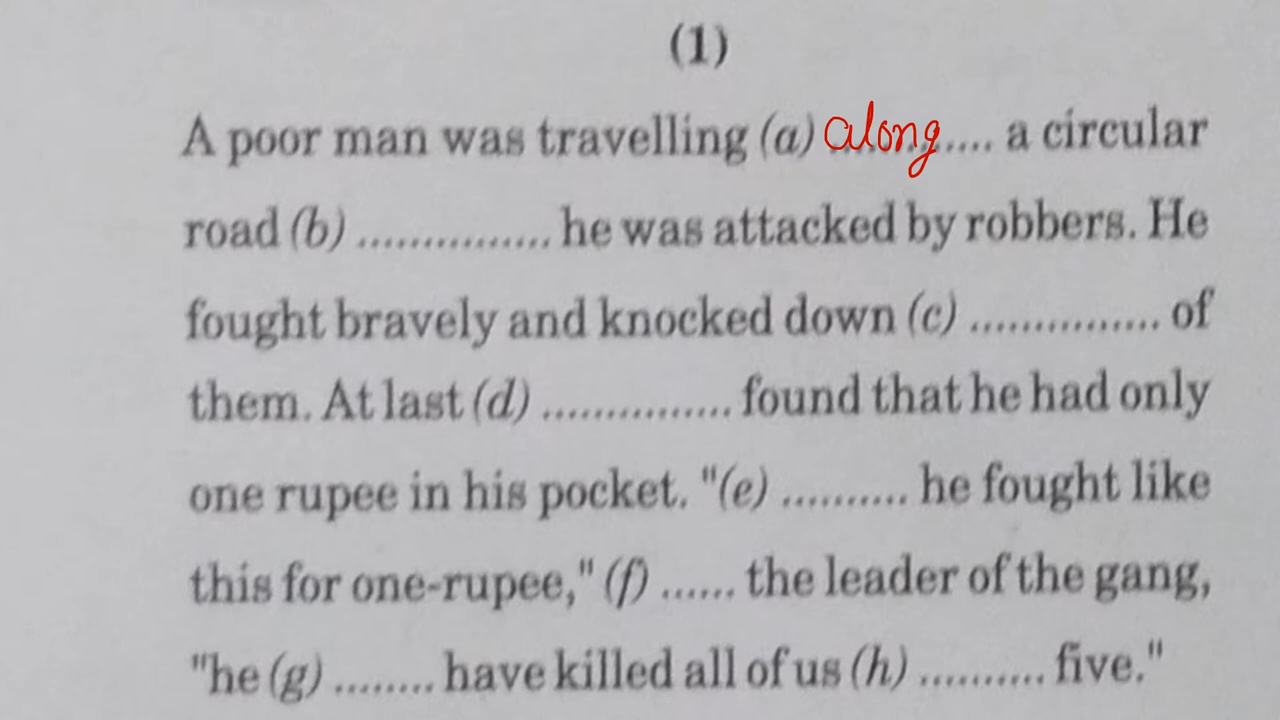 (1)
A poor man was travelling (a) along.... a circular
road (b) ............... he was attacked by robbers. He
fought bravely and knocked down (c) ............... of
them. At last (d) ............... found that he had only
one rupee in his pocket. "(e) .......... he fought like
this for one-rupee," (f) ...... the leader of the gang,
"he (g) ........ have killed all of us (h) .......... five."